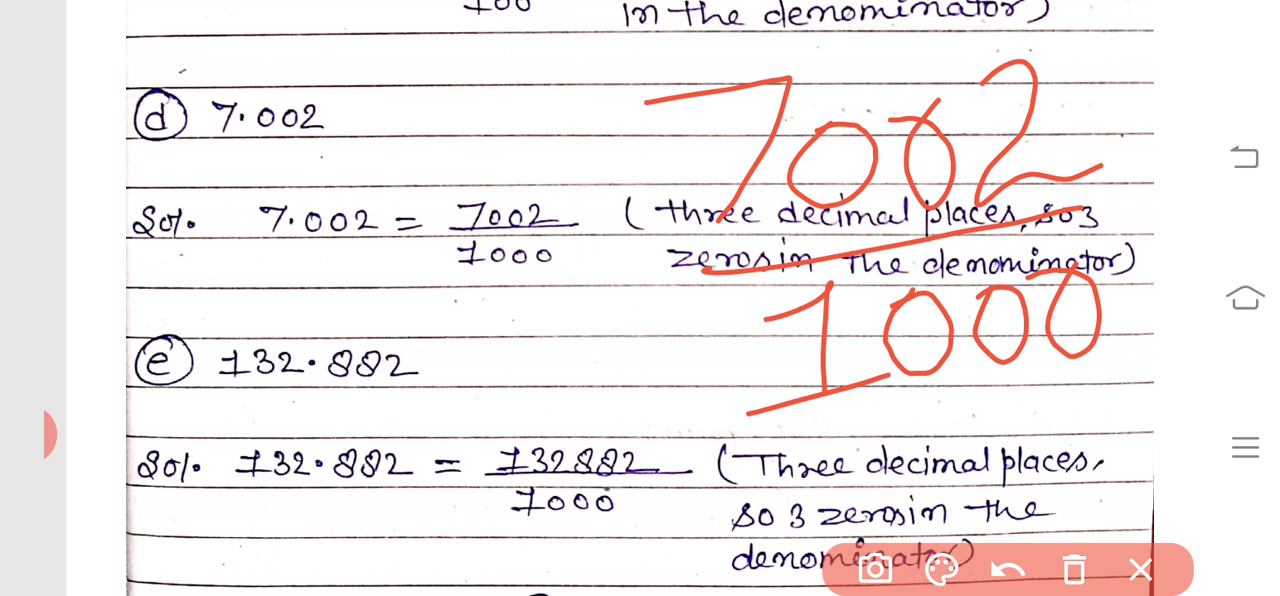 100 in the denominator)
(d) 7.002
Sol. 7.002 = 7002/1000 (three decimal places, so 3
zeros in the denominator)
7002
1000
(e) 132.882
Sol. 132.882 = 132882/1000 (Three decimal places,
so 3 zeros in the
denominator)